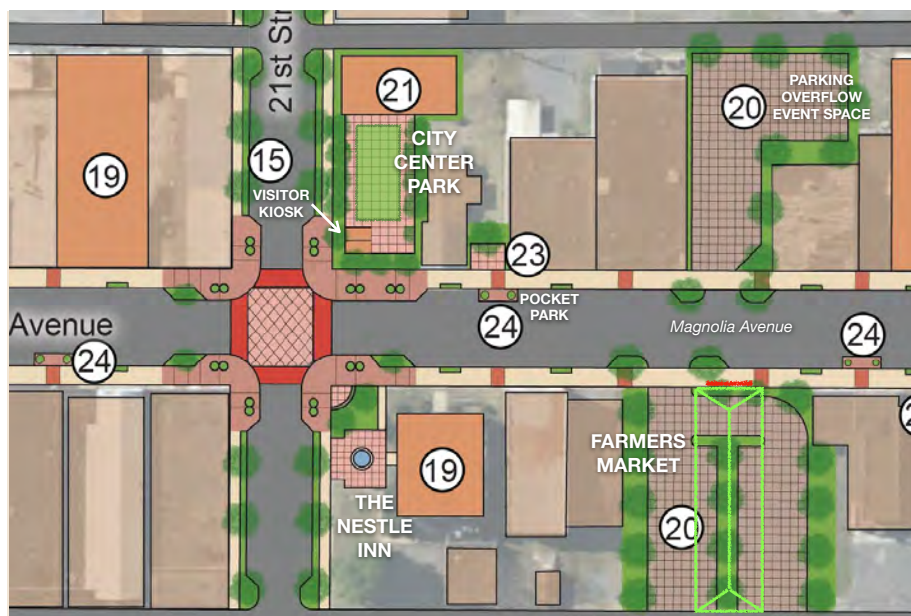 21st Str
21
20
PARKING
OVERFLOW
EVENT SPACE
19
15
CITY
CENTER
PARK
VISITOR
KIOSK
23
POCKET
PARK
24
Magnolia Avenue
Avenue
24
24
FARMERS
MARKET
19
20
THE
NESTLE
INN